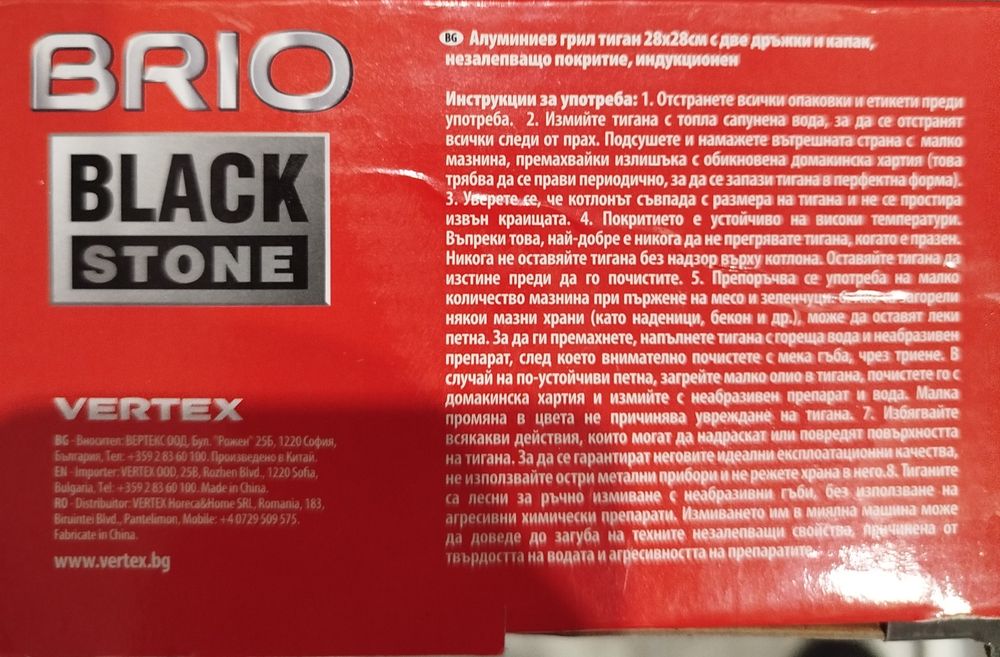 BRIO
BLACK
STONE
VERTEX
BG - Вносител: ВЕРТЕКС ООД, Бул. "Рожен" 25Б, 1220 София,
България, Тел: +359 2 83 60 100. Произведено в Китай.
EN - Importer: VERTEX OOD, 25B, Rozhen Blvd., 1220 Sofia,
Bulgaria, Tel: +359 2 83 60 100. Made in China.
RO - Distribuitor: VERTEX Horeca&Home SRL, Romania, 183,
Biruintei Blvd., Pantelimon, Mobile: +4 0729 509 575.
Fabricate in China.
www.vertex.bg
BG Алуминиев грил тиган 28x28см с две дръжки и капак,
незалепващо покритие, индукционен
Инструкции за употреба: 1. Отстранете всички опаковки и етикети преди
употреба. 2. Измийте тигана с топла сапунена вода, за да се отстранят
всички следи от прах. Подсушете и намажете вътрешната страна с малко
мазнина, премахвайки излишъка с обикновена домакинска хартия (това
трябва да се прави периодично, за да се запази тигана в перфектна форма).
3. Уверете се, че котлонът съвпада с размера на тигана и не се простира
извън краищата. 4. Покритието е устойчиво на високи температури.
Въпреки това, най-добре е никога да не прегрявате тигана, когато е празен.
Никога не оставяйте тигана без надзор върху котлона. Оставяйте тигана да
изстине преди да го почистите. 5. Препоръчва се употреба на малко
количество мазнина при пържене на месо и зеленчуци. загорели
някои мазни храни (като наденици, бекон и др.), може да оставят леки
петна. За да ги премахнете, напълнете тигана с гореща вода и неабразивен
препарат, след което внимателно почистете с мека гъба, чрез триене. В
случай на по-устойчиви петна, загрейте малко олио в тигана, почистете го с
домакинска хартия и измийте с неабразивен препарат и вода. Малка
промяна в цвета не причинява увреждане на тигана. 7. Избягвайте
всякакви действия, които могат да надраскат или повредят повърхността
на тигана. За да се гарантират неговите идеални експлоатационни качества,
не използвайте остри метални прибори и не режете храна в него.8. Тиганите
са лесни за ръчно измиване с неабразивни гъби, без използване на
агресивни химически препарати. Измиването им в миялна машина може
да доведе до загуба на техните незалепващи свойства, причинена от
твърдостта на водата и агресивността на препаратите.